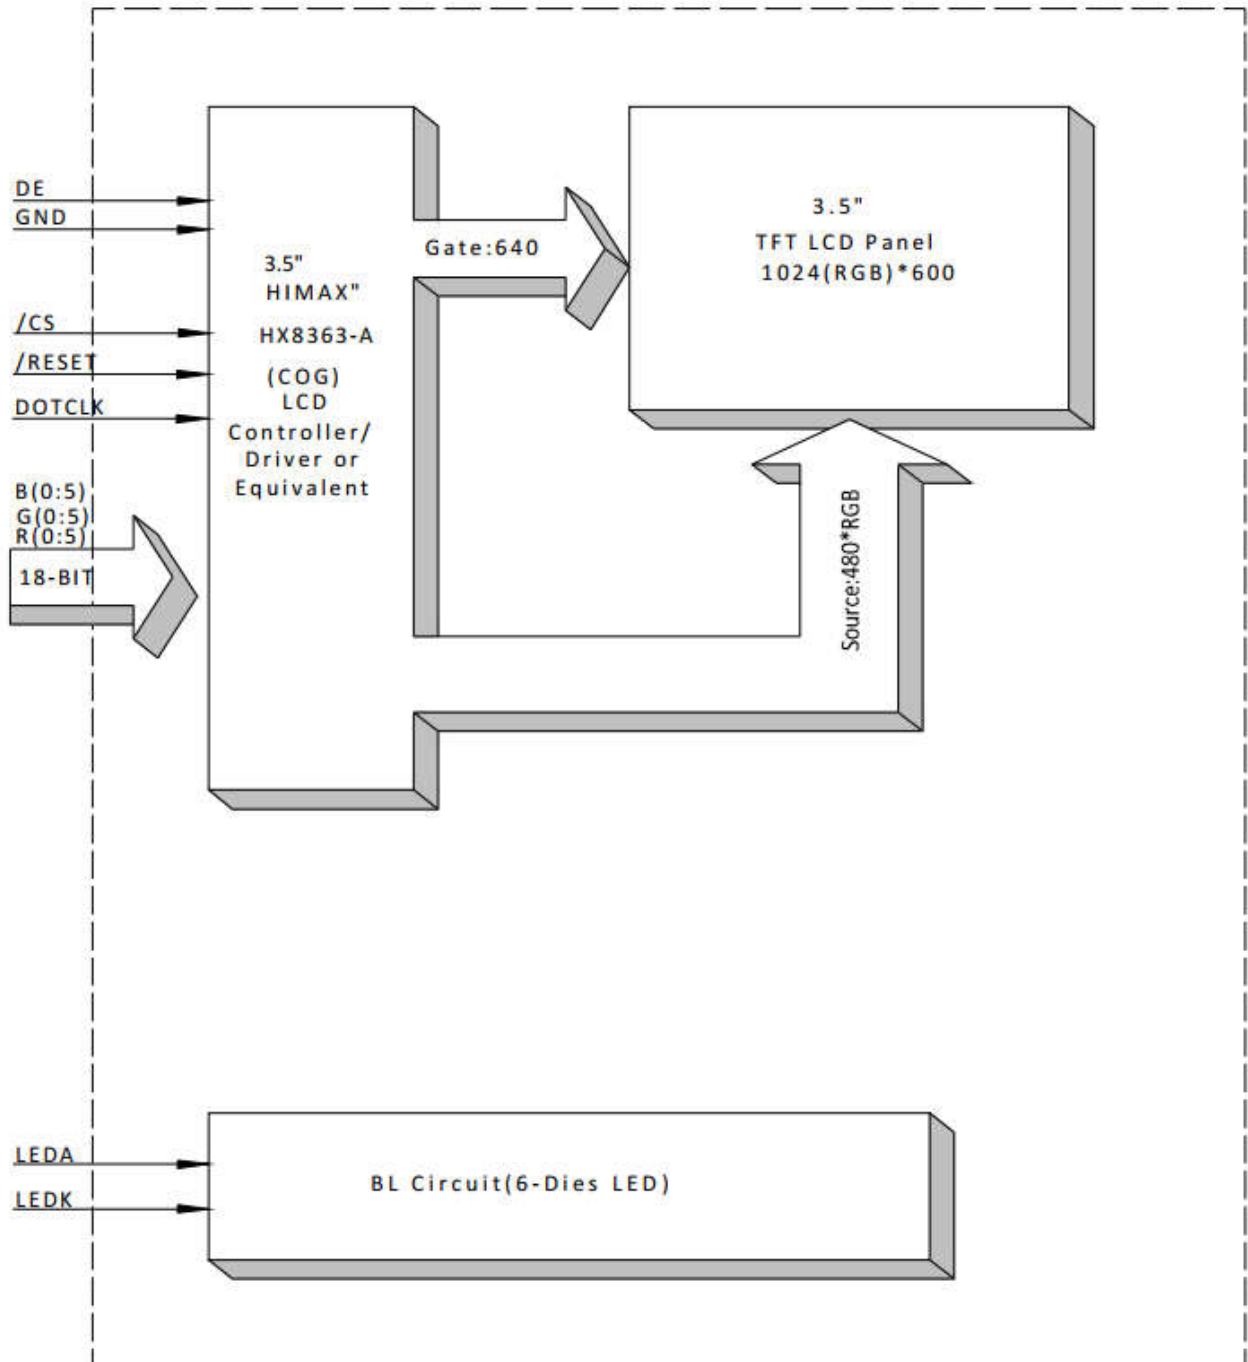 DE
GND
/CS
/RESET
DOTCLK
B(0:5)
G(0:5)
R(0:5)
18-BIT
3.5"
HIMAX"
HX8363-A
(COG)
LCD
Controller/
Driver or
Equivalent
Gate:640
3.5"
TFT LCD Panel
1024(RGB)*600
Source:480*RGB
LEDA
LEDK
BL Circuit(6-Dies LED)